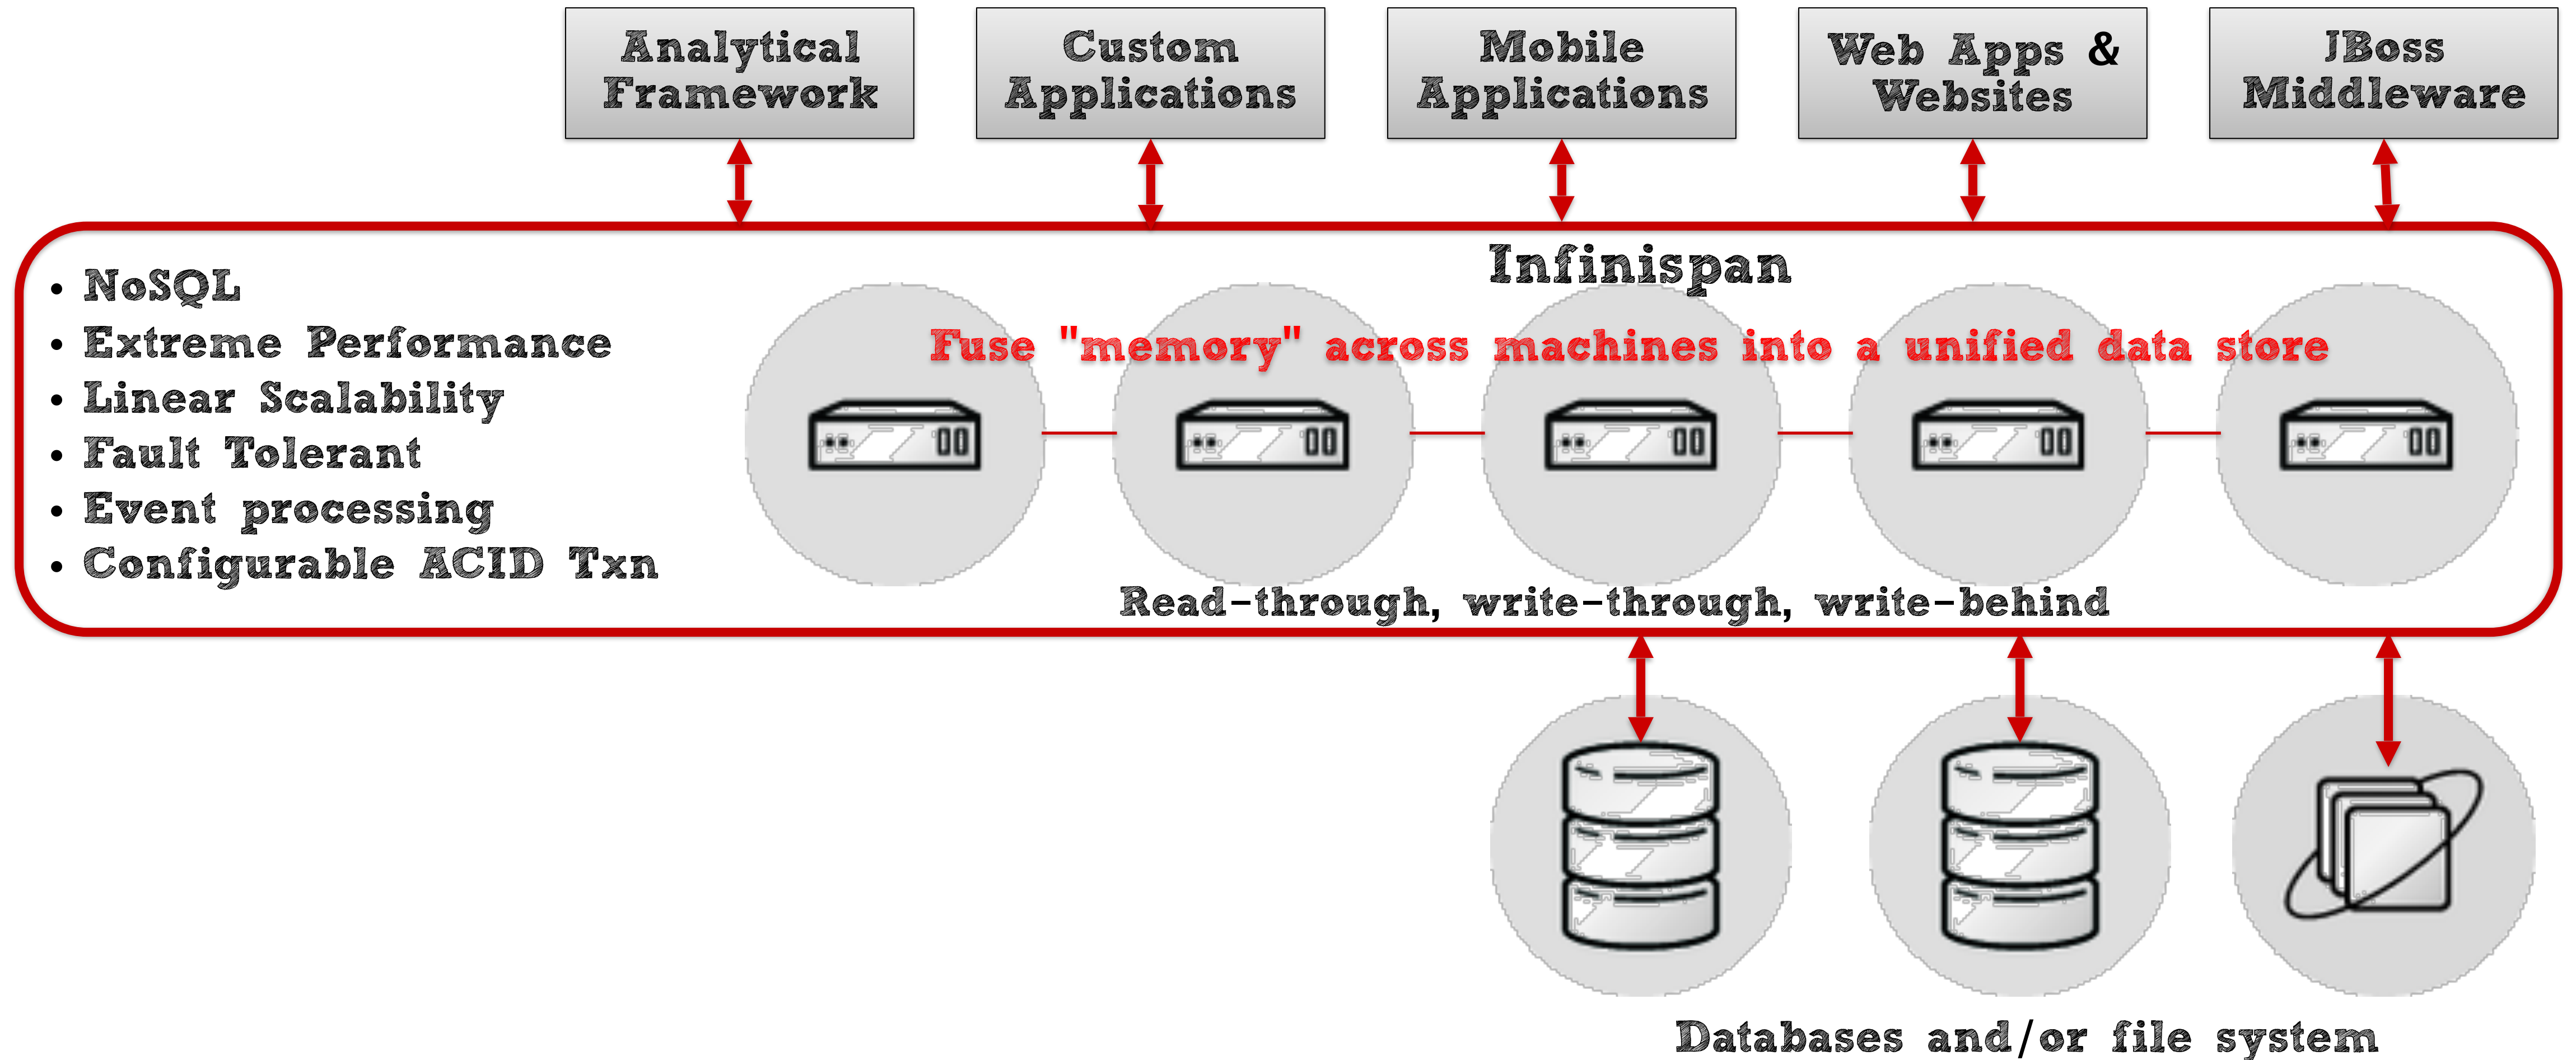 Analytical
Framework
Custom
Applications
Mobile
Applications
Web Apps &
Websites
JBoss
Middleware
Infinispan
• NoSQL
• Extreme Performance
• Linear Scalability
• Fault Tolerant
• Event processing
• Configurable ACID Txn
Fuse "memory" across machines into a unified data store
Read-through, write-through, write-behind
Databases and/or file system